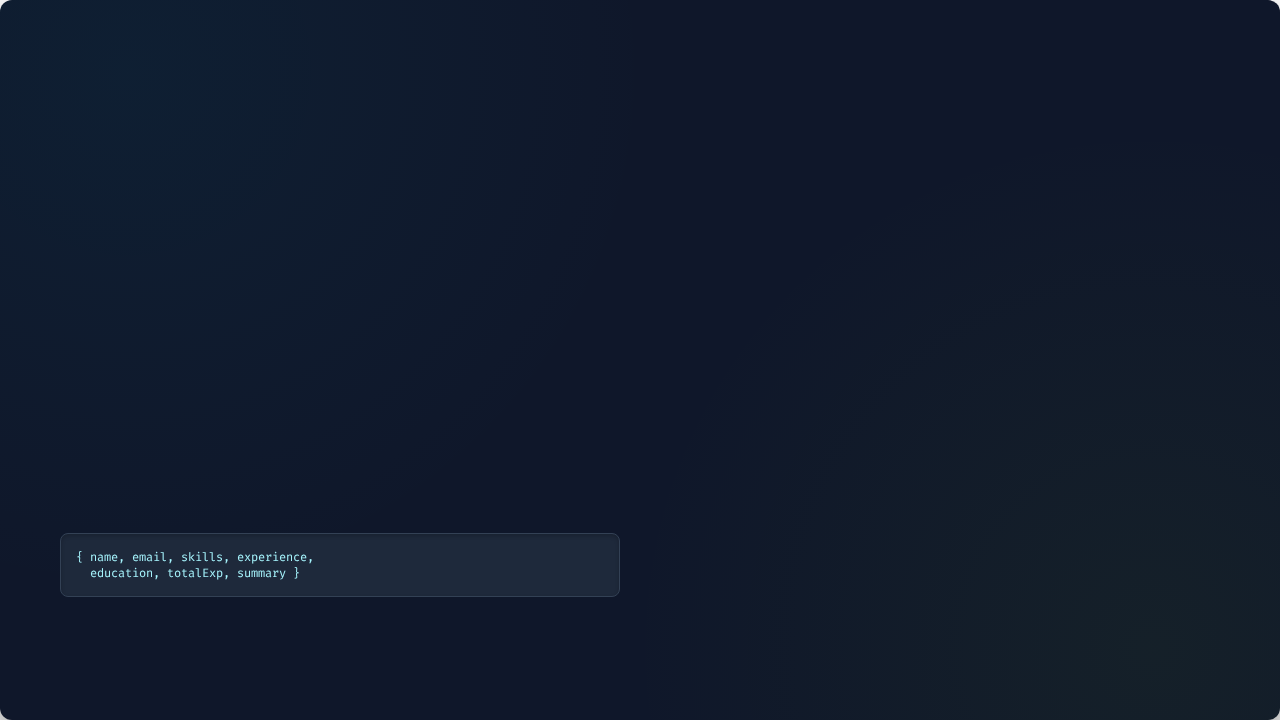 { name, email, skills, experience,
  education, totalExp, summary }